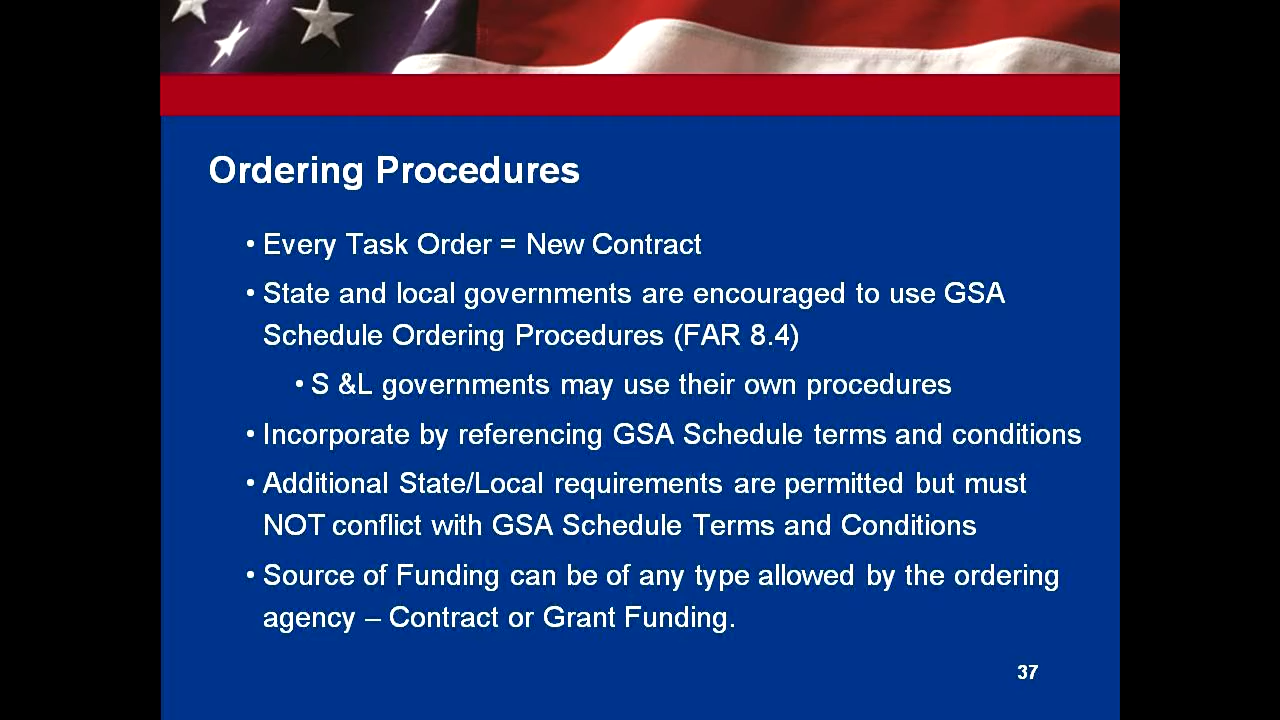 Ordering Procedures
• Every Task Order = New Contract
• State and local governments are encouraged to use GSA
Schedule Ordering Procedures (FAR 8.4)
• S &L governments may use their own procedures
• Incorporate by referencing GSA Schedule terms and conditions
• Additional State/Local requirements are permitted but must
NOT conflict with GSA Schedule Terms and Conditions
• Source of Funding can be of any type allowed by the ordering
agency – Contract or Grant Funding.
37